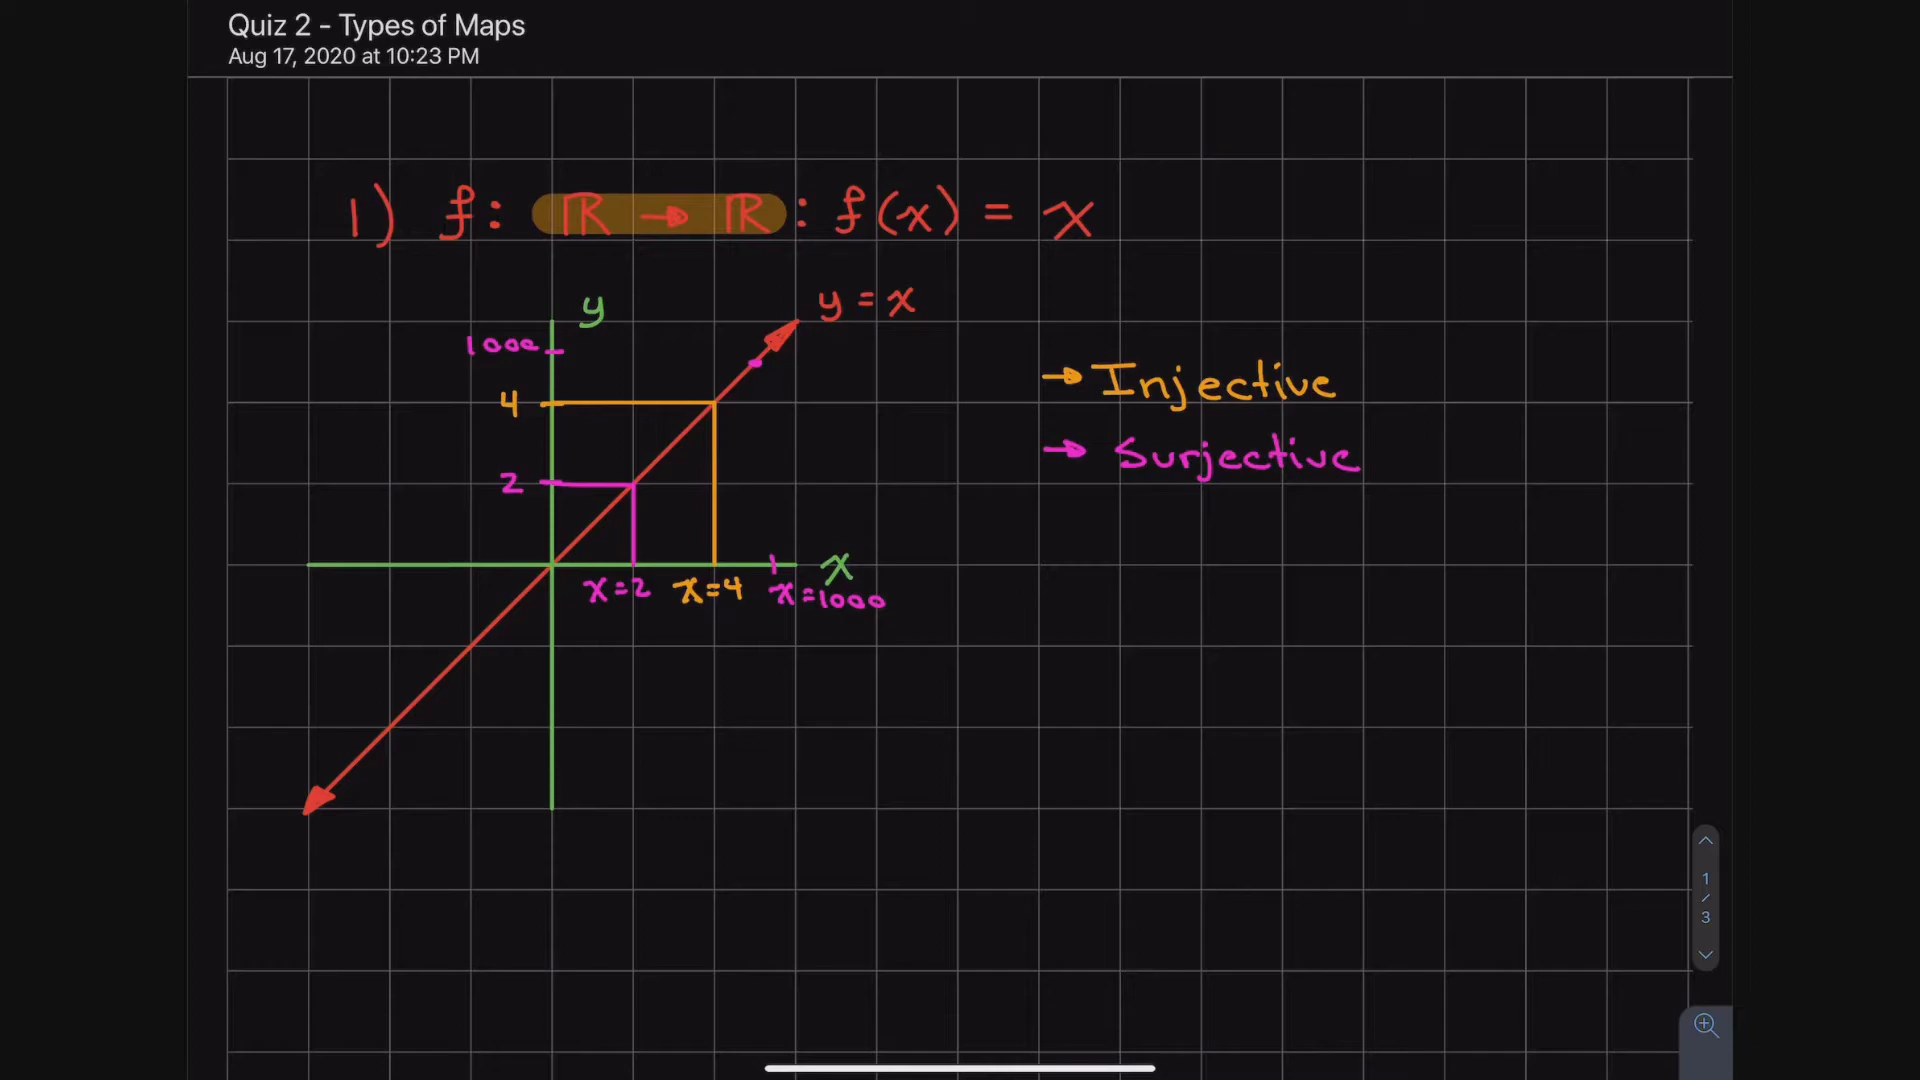 Quiz 2 - Types of Maps
Aug 17, 2020 at 10:23 PM
1) f: ℝ → ℝ : f(x) = x
y
y = x
1000
→ Injective
4
→ Surjective
2
x
x=2 x=4 x=1000
1
/
3